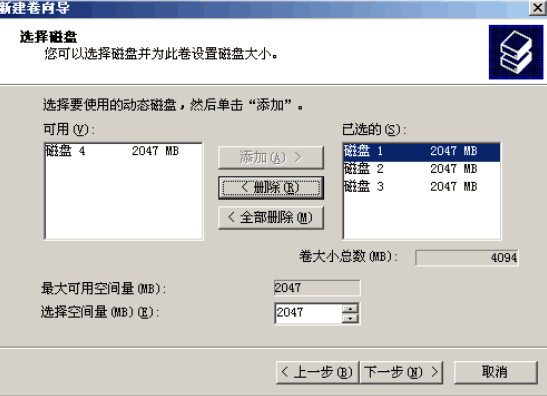 新建卷向导
选择磁盘
您可以选择磁盘并为此卷设置磁盘大小。
选择要使用的动态磁盘，然后单击“添加”。
可用(V):
已选的(S):
磁盘 4 2047 MB
添加(A) >
< 删除(R)
< 全部删除(M)
磁盘 1 2047 MB
磁盘 2 2047 MB
磁盘 3 2047 MB
卷大小总数(MB): 4094
最大可用空间量(MB): 2047
选择空间量(MB)(E): 2047
< 上一步(B) 下一步(N) > 取消